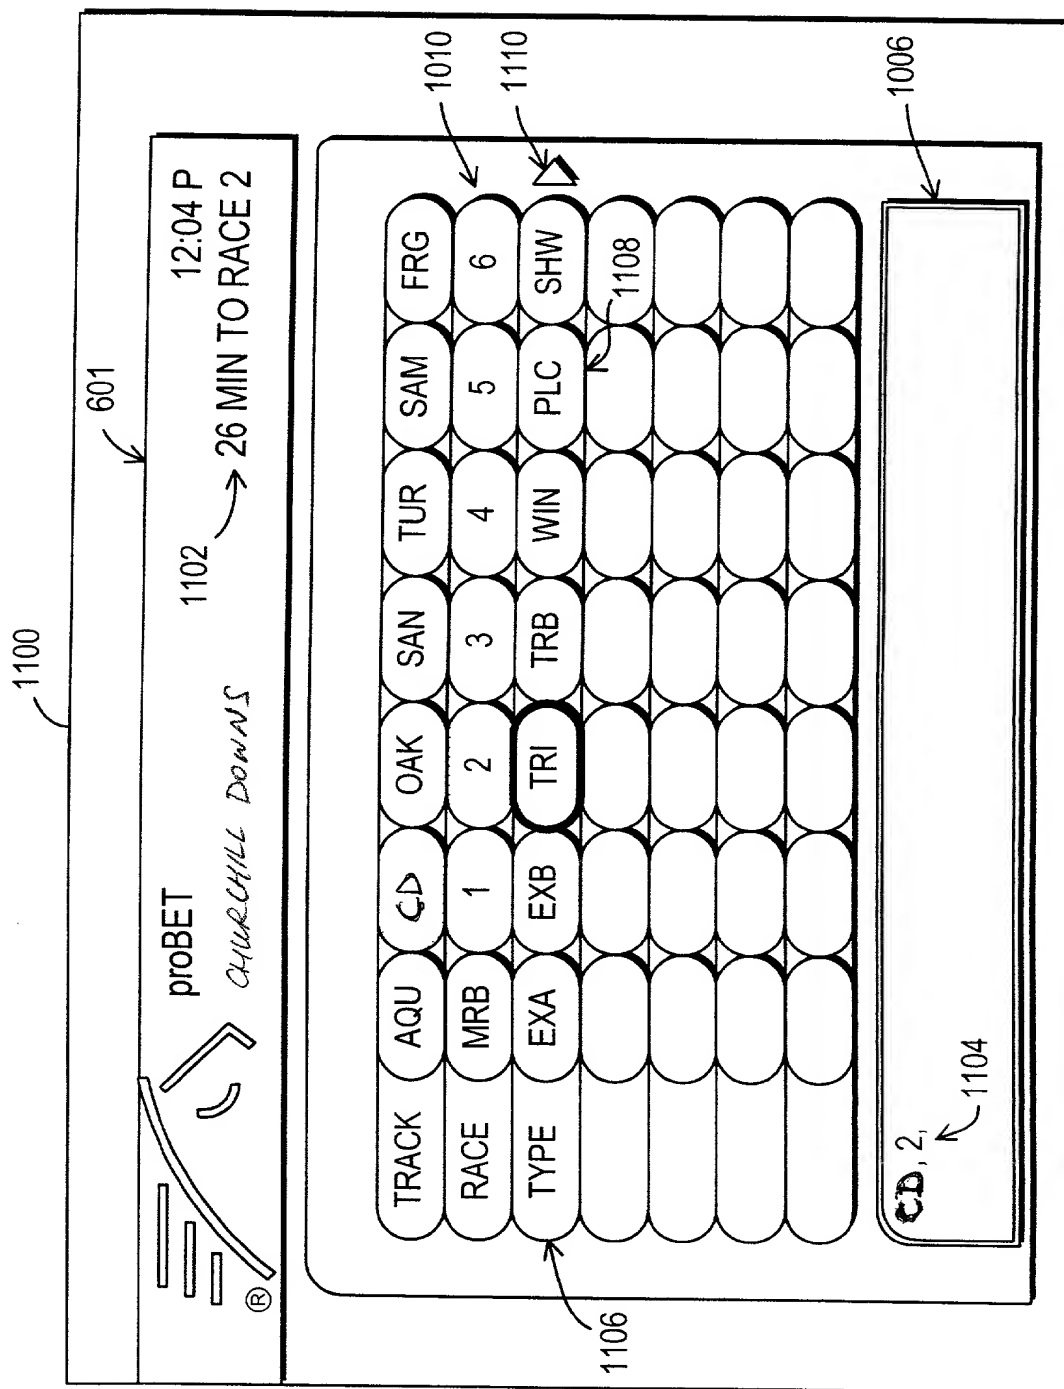 1100
601
proBET
12:04 P
CHURCHILL DOWNS
1102
26 MIN TO RACE 2
®
TRACK AQU CD OAK SAN TUR SAM FRG
RACE MRB 1 2 3 4 5 6
1010
TYPE EXA EXB TRI TRB WIN PLC SHW
1110
1106
1108
CD, 2,
1104
1006